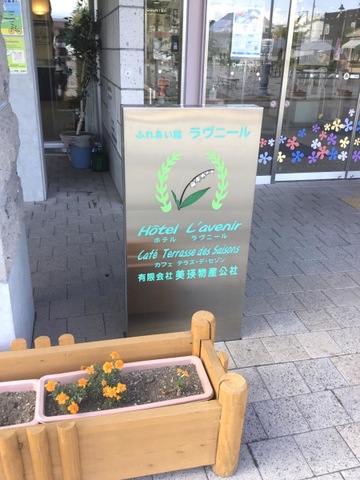 ふれあい館 ラヴニール
Hôtel L'avenir
ホテル ラヴニール
Café Terrasse des Saisons
カフェ テラス・デ・セゾン
有限会社 美瑛物産公社